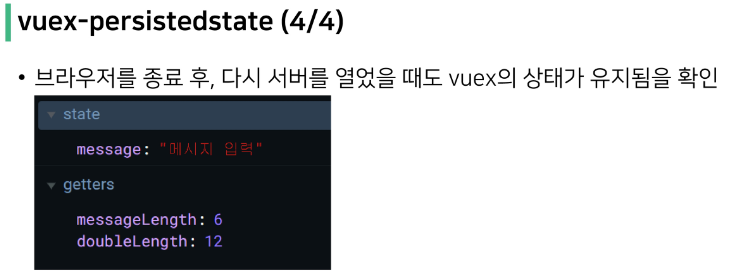 vuex-persistedstate (4/4)
• 브라우저를 종료 후, 다시 서버를 열었을 때도 vuex의 상태가 유지됨을 확인
state
message: "메시지 입력"
getters
messageLength: 6
doubleLength: 12